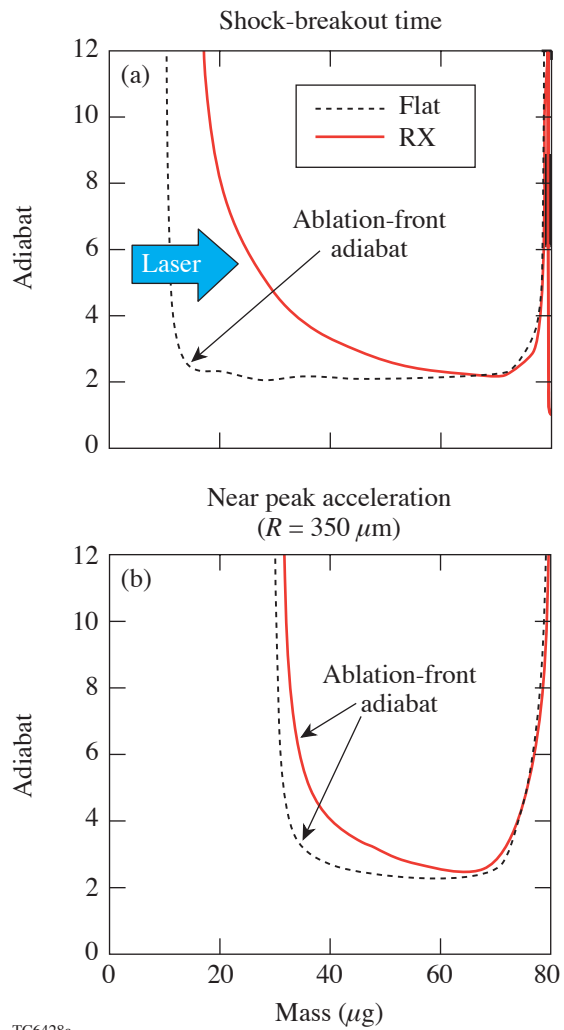 Shock-breakout time
(a)
Flat
RX
Ablation-front
adiabat
Laser
Adiabat
12
10
8
6
4
2
0
Near peak acceleration
(R = 350 μm)
(b)
Ablation-front
adiabat
Adiabat
12
10
8
6
4
2
0
0 20 40 60 80
Mass (μg)